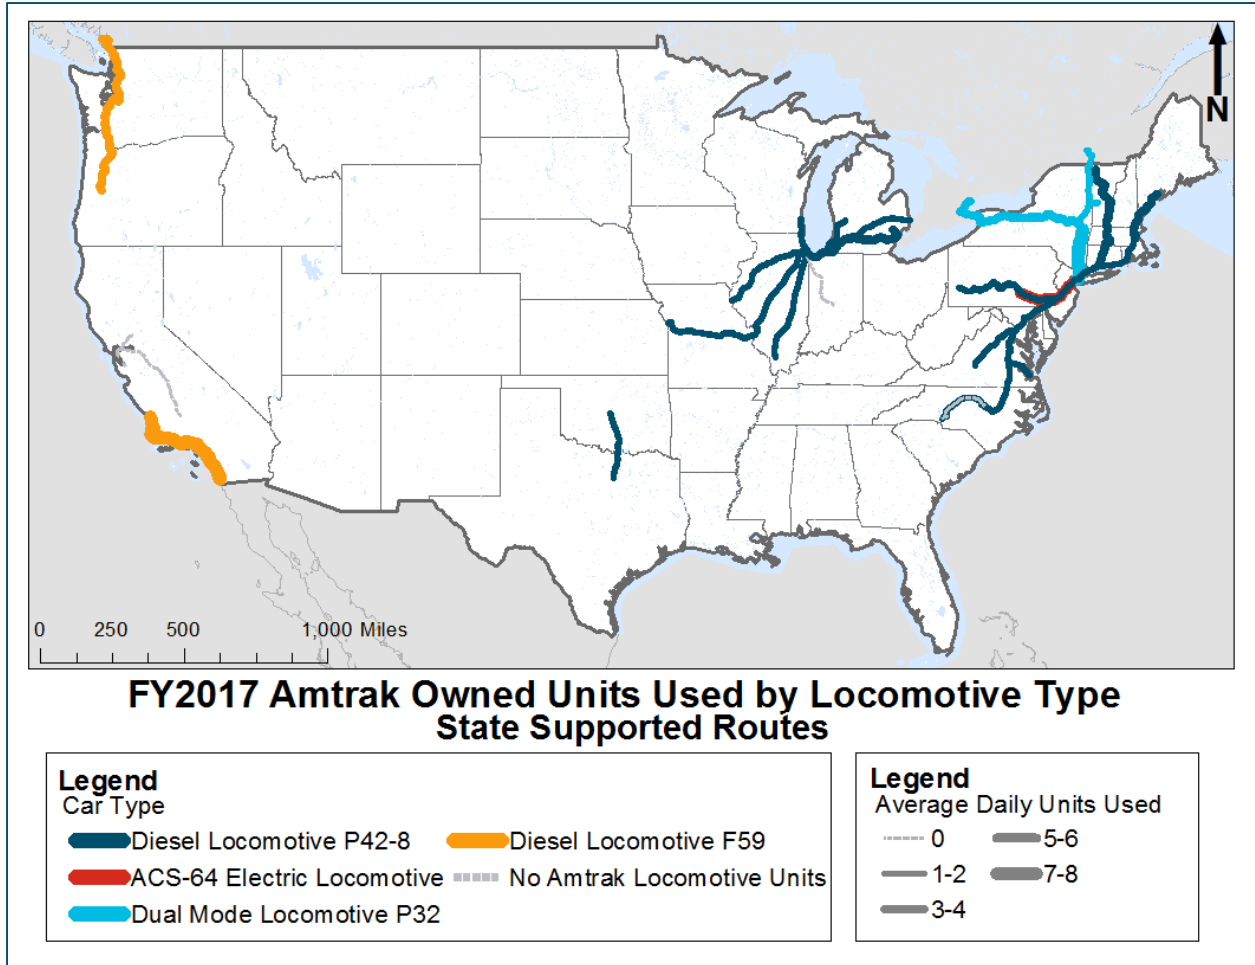 N
0 250 500 1,000 Miles
FY2017 Amtrak Owned Units Used by Locomotive Type
State Supported Routes
Legend
Car Type
Diesel Locomotive P42-8
Diesel Locomotive F59
ACS-64 Electric Locomotive
No Amtrak Locomotive Units
Dual Mode Locomotive P32
Legend
Average Daily Units Used
0
5-6
1-2
7-8
3-4